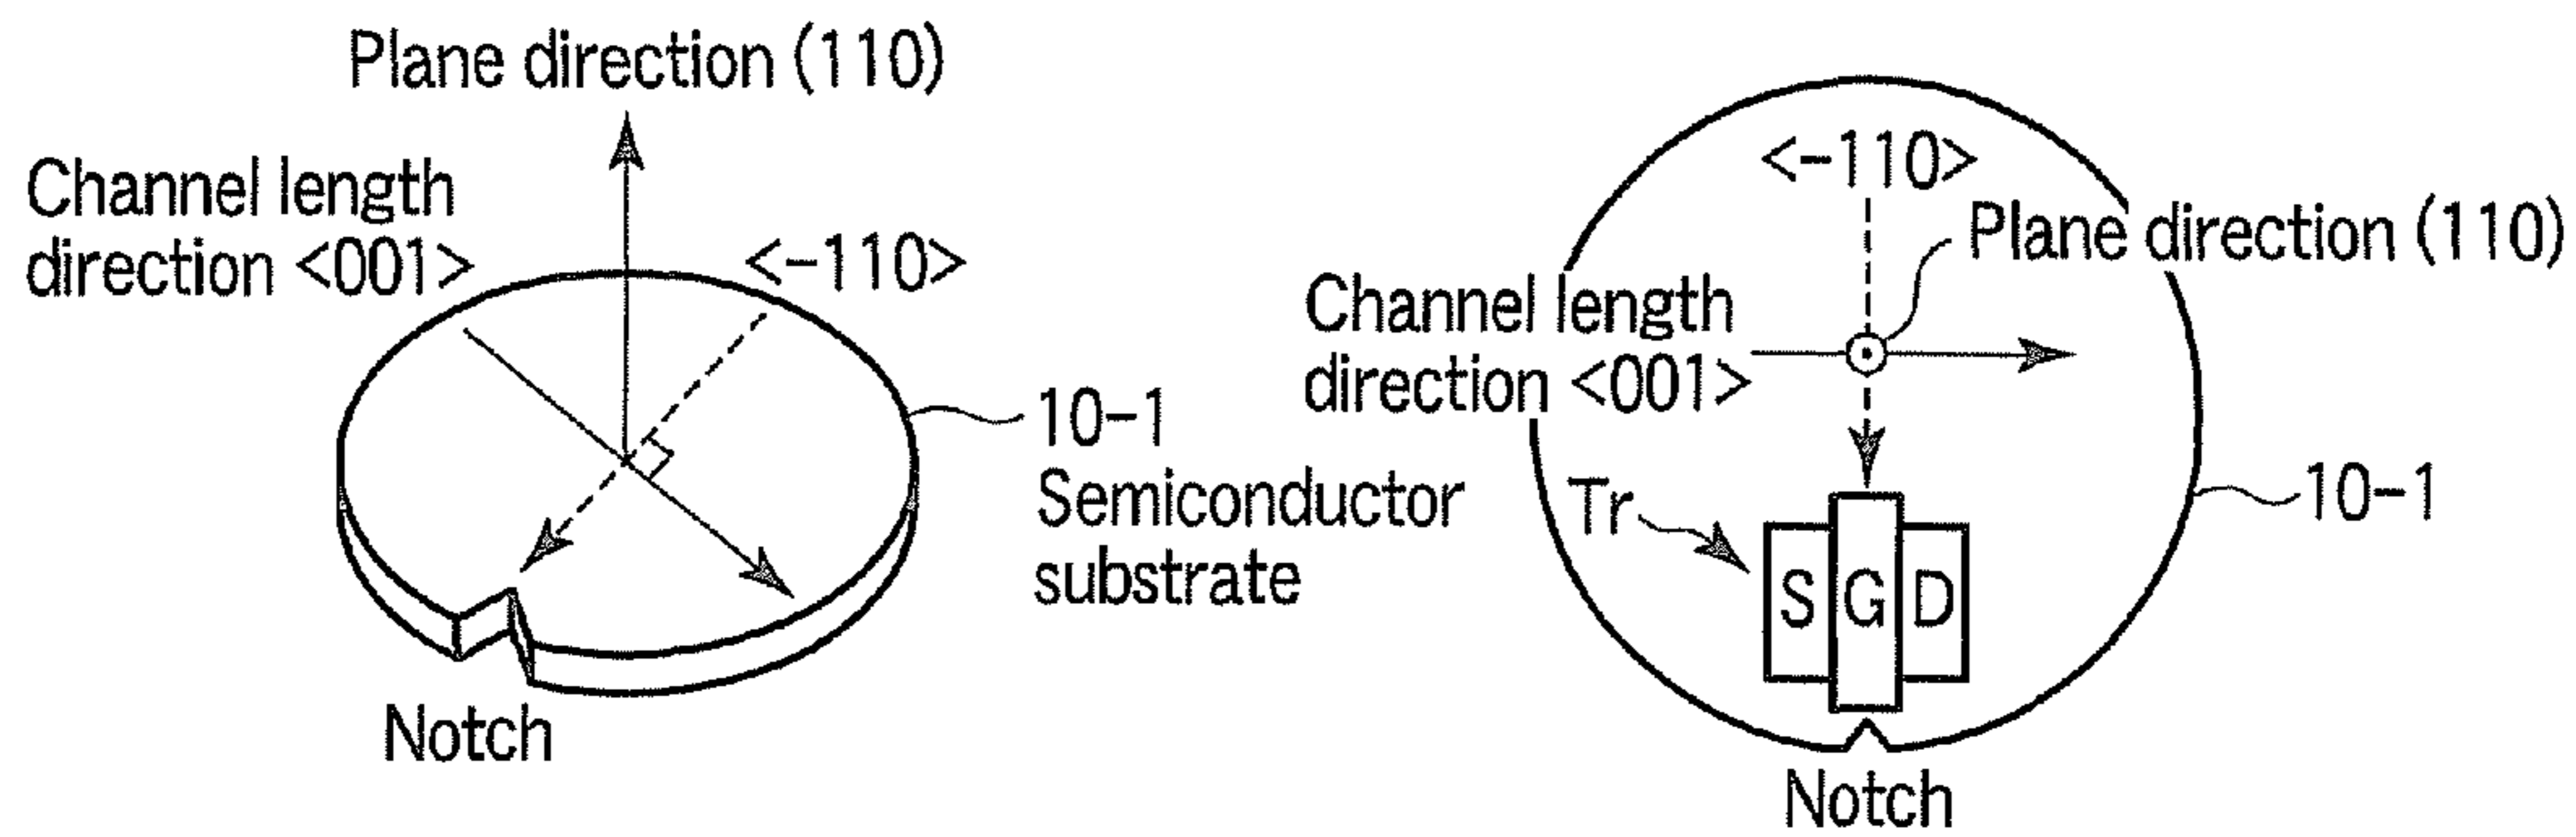 Plane direction (110)
Channel length
direction <001>
<-110>
10-1
Semiconductor
substrate
Notch
<-110>
Plane direction (110)
Channel length
direction <001>
Tr
S G D
10-1
Notch